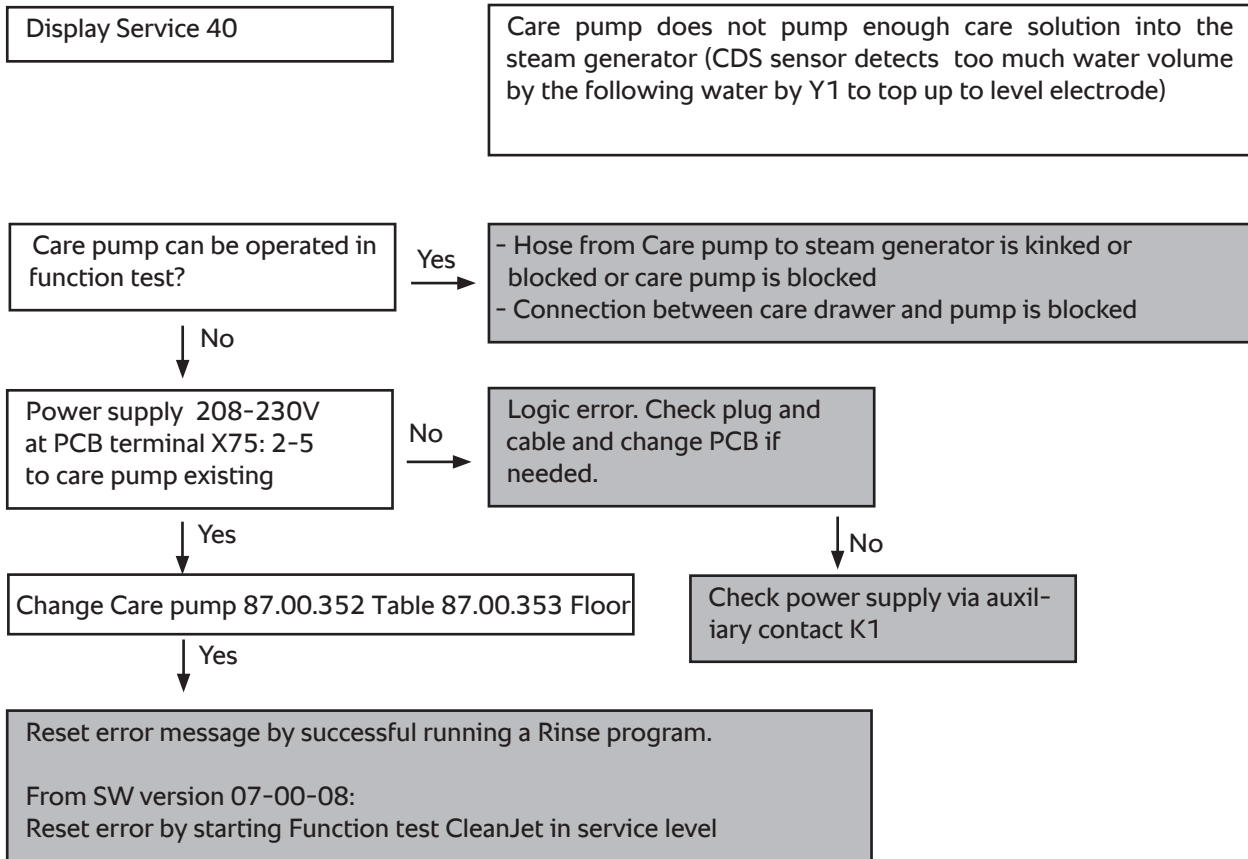 Display Service 40
Care pump does not pump enough care solution into the
steam generator (CDS sensor detects too much water volume
by the following water by Y1 to top up to level electrode)
Care pump can be operated in
function test?
Yes
- Hose from Care pump to steam generator is kinked or
blocked or care pump is blocked
- Connection between care drawer and pump is blocked
No
Power supply 208-230V
at PCB terminal X75: 2-5
to care pump existing
No
Logic error. Check plug and
cable and change PCB if
needed.
Yes
No
Change Care pump 87.00.352 Table 87.00.353 Floor
Check power supply via auxil-
iary contact K1
Yes
Reset error message by successful running a Rinse program.
From SW version 07-00-08:
Reset error by starting Function test CleanJet in service level